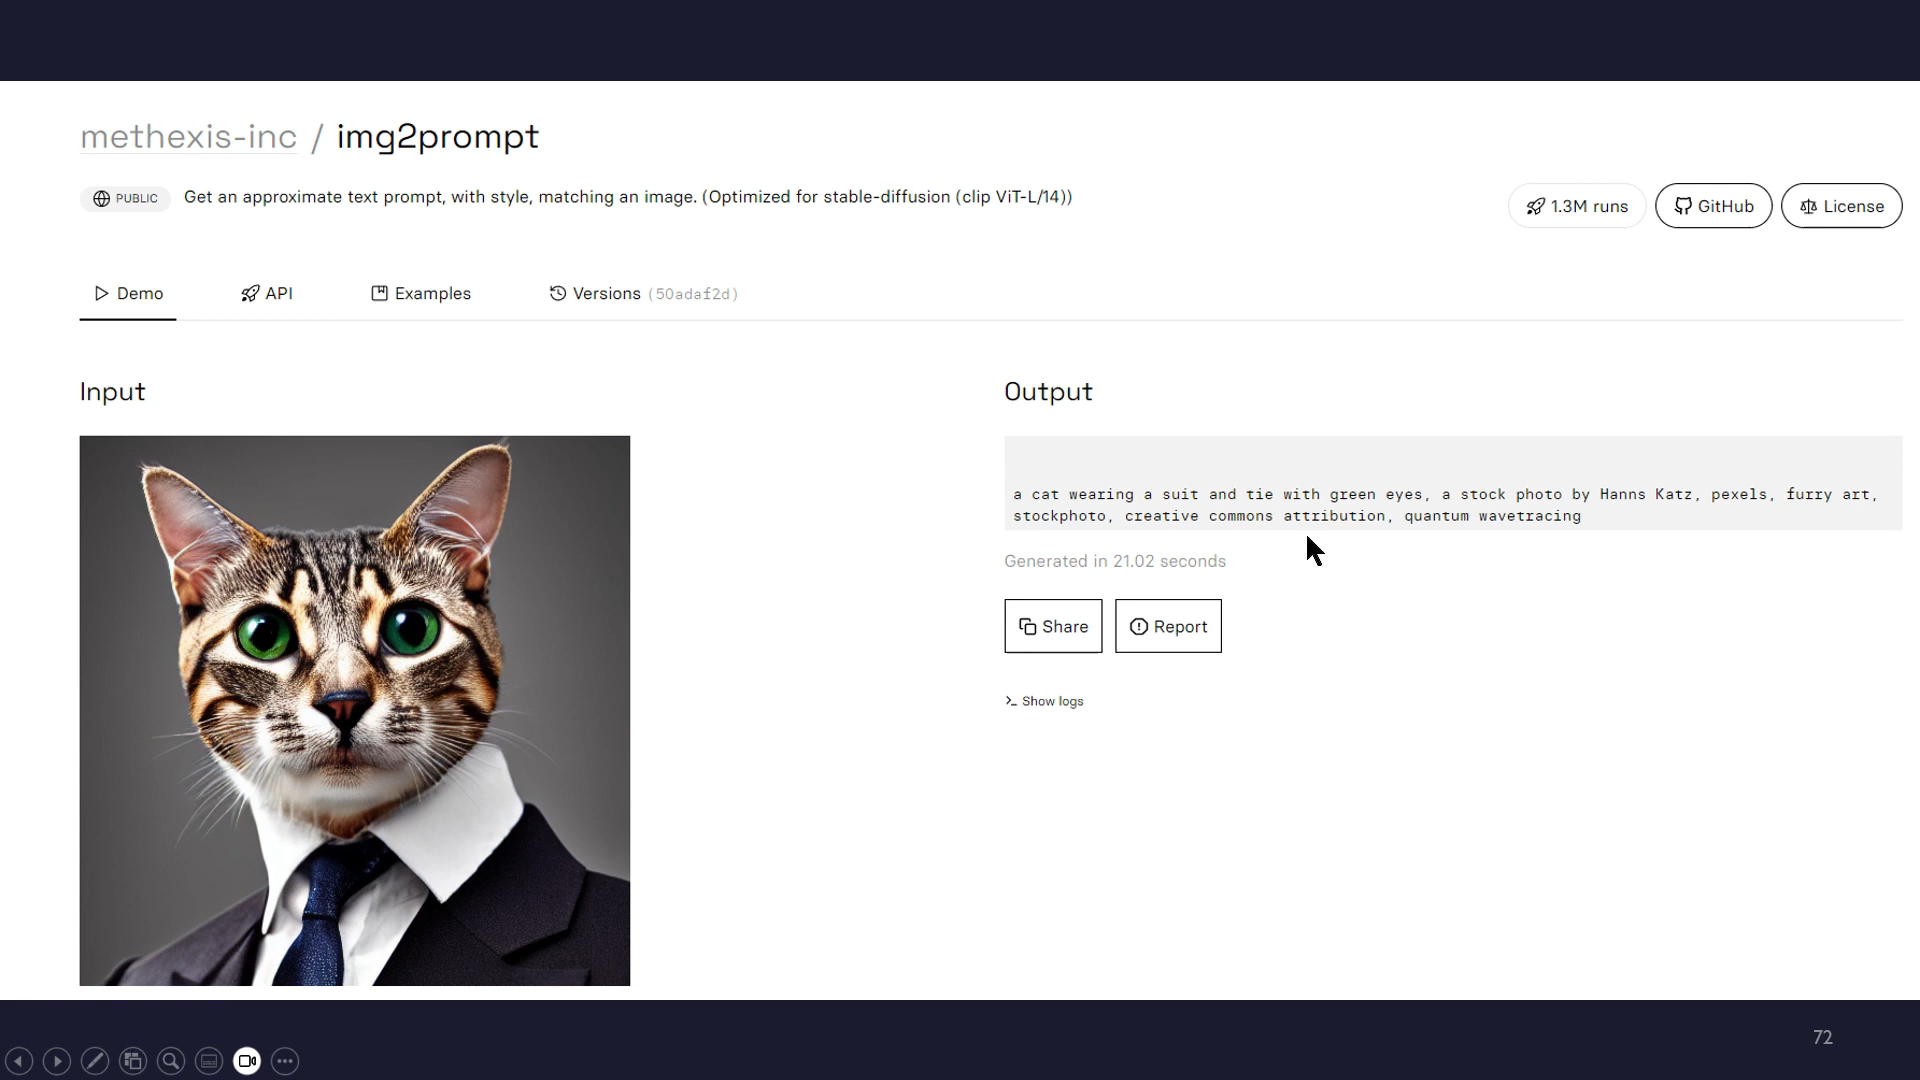 methexis-inc / img2prompt
PUBLIC Get an approximate text prompt, with style, matching an image. (Optimized for stable-diffusion (clip ViT-L/14))
1.3M runs GitHub License
Demo API Examples Versions (50adaf2d)
Input
Output
a cat wearing a suit and tie with green eyes, a stock photo by Hanns Katz, pexels, furry art,
stockphoto, creative commons attribution, quantum wavetracing
Generated in 21.02 seconds
Share Report
>_ Show logs
72